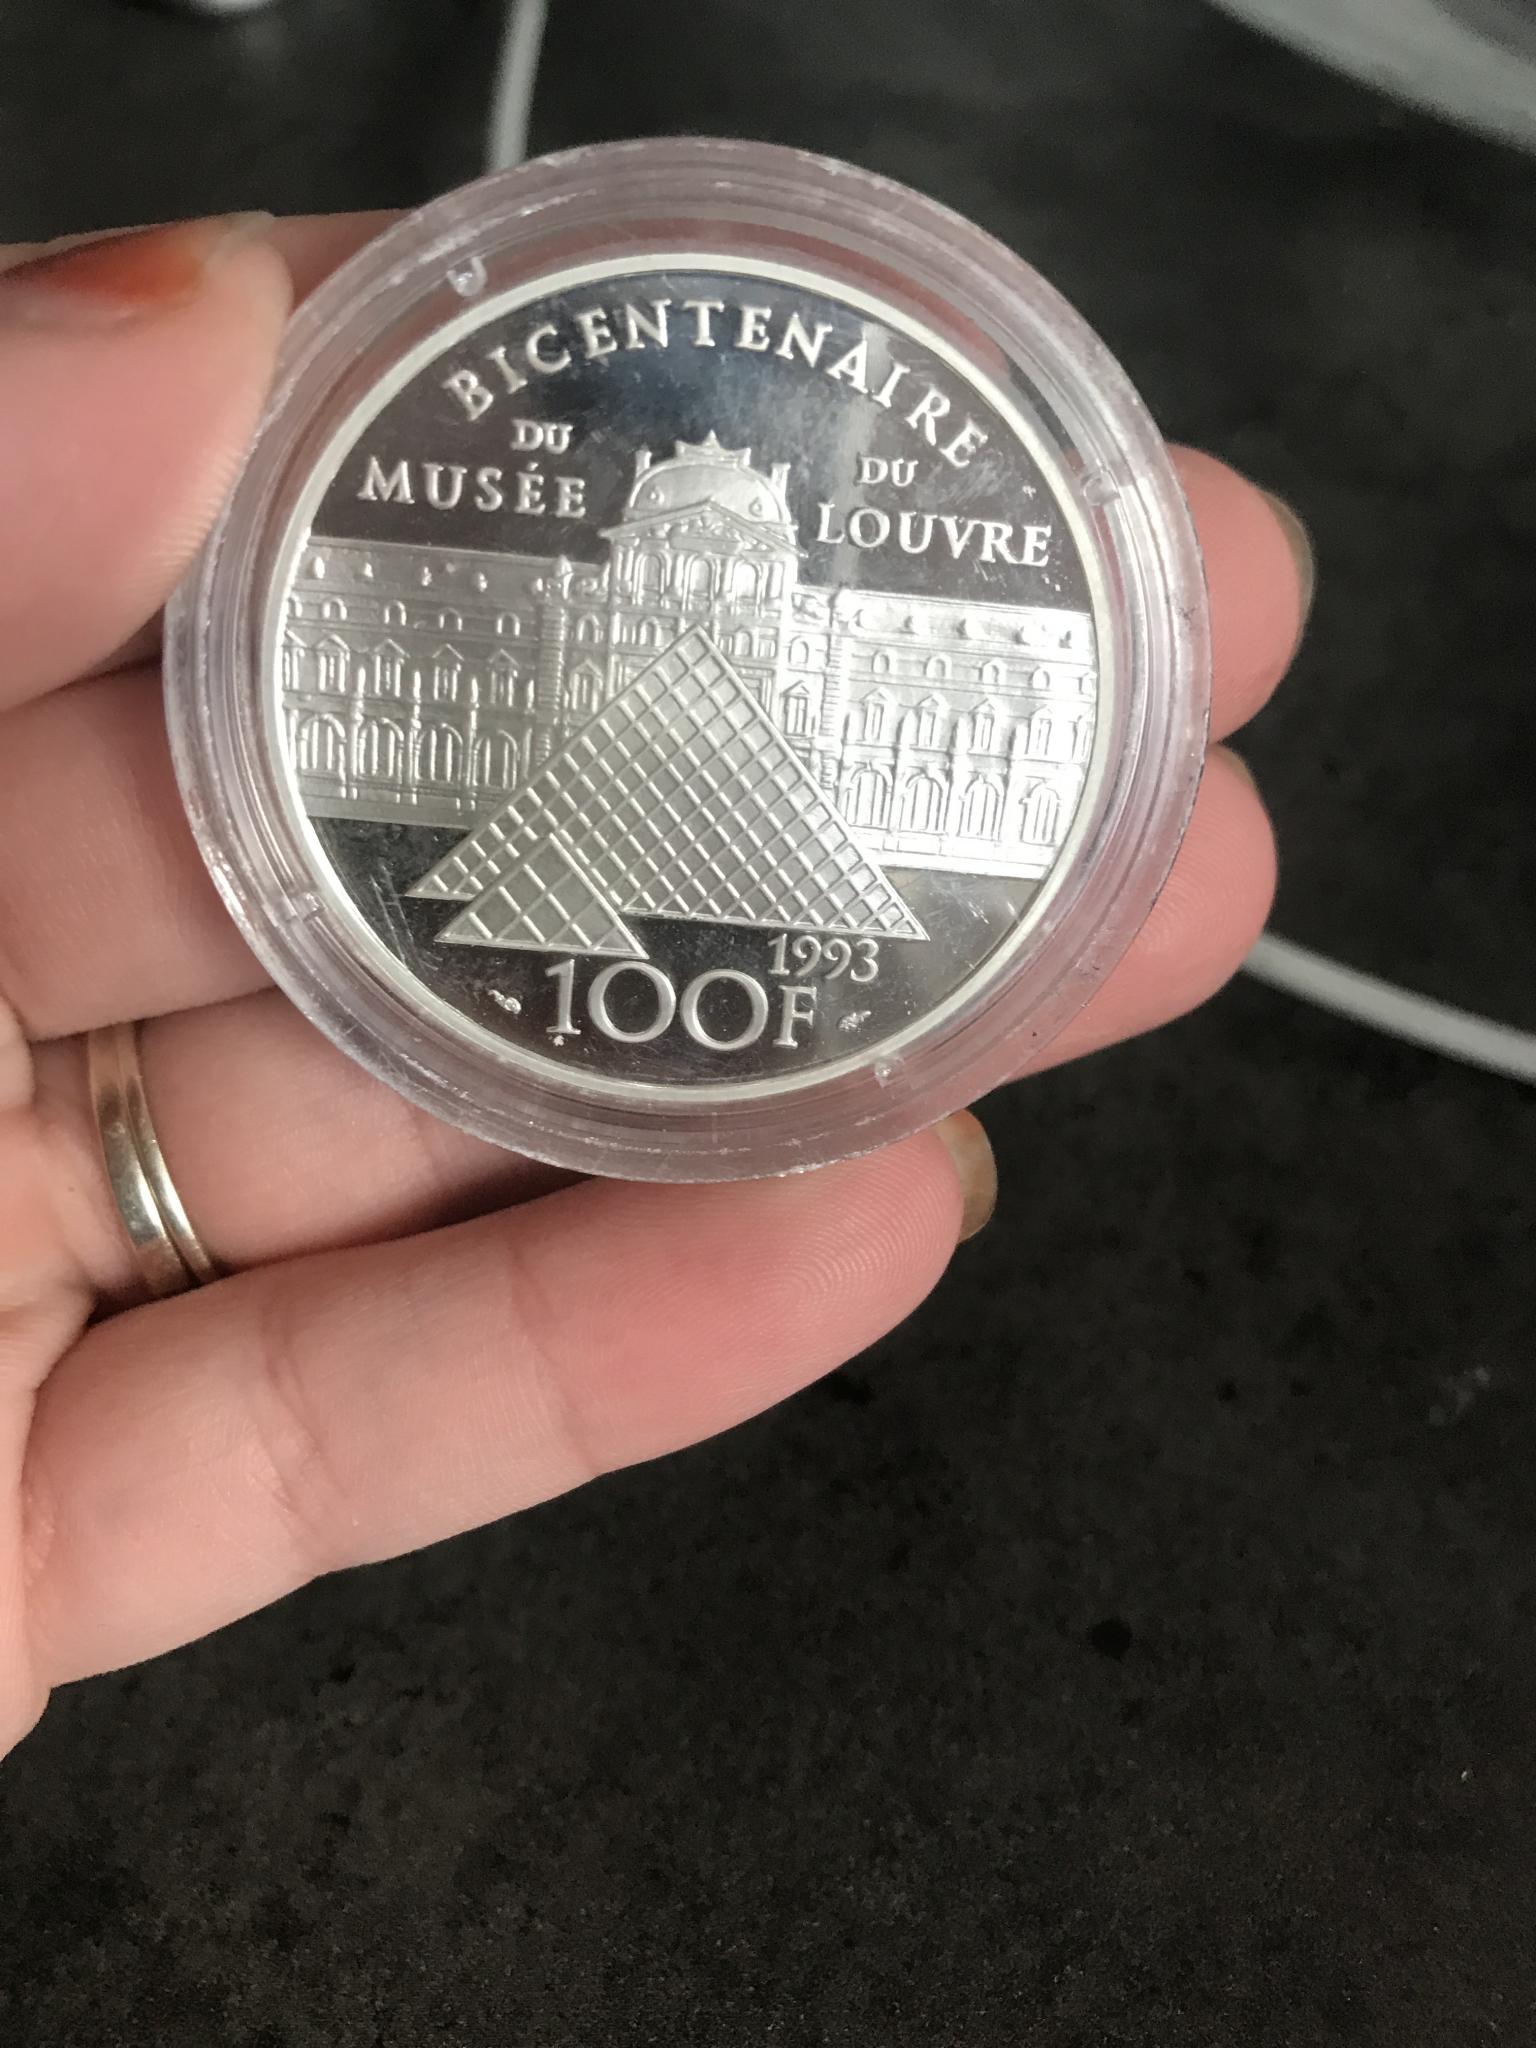 BICENTENAIRE
DU
MUSÉE
DU
LOUVRE
1993
100F